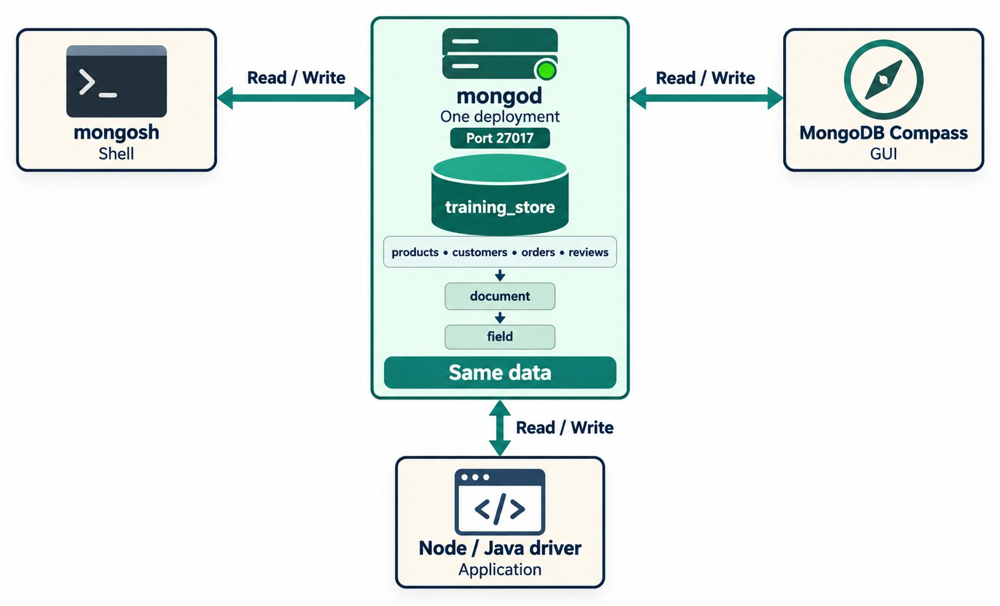 >_
mongosh
Shell
Read / Write
mongod
One deployment
Port 27017
training_store
products • customers • orders • reviews
document
field
Same data
Read / Write
MongoDB Compass
GUI
Read / Write
</>
Node / Java driver
Application